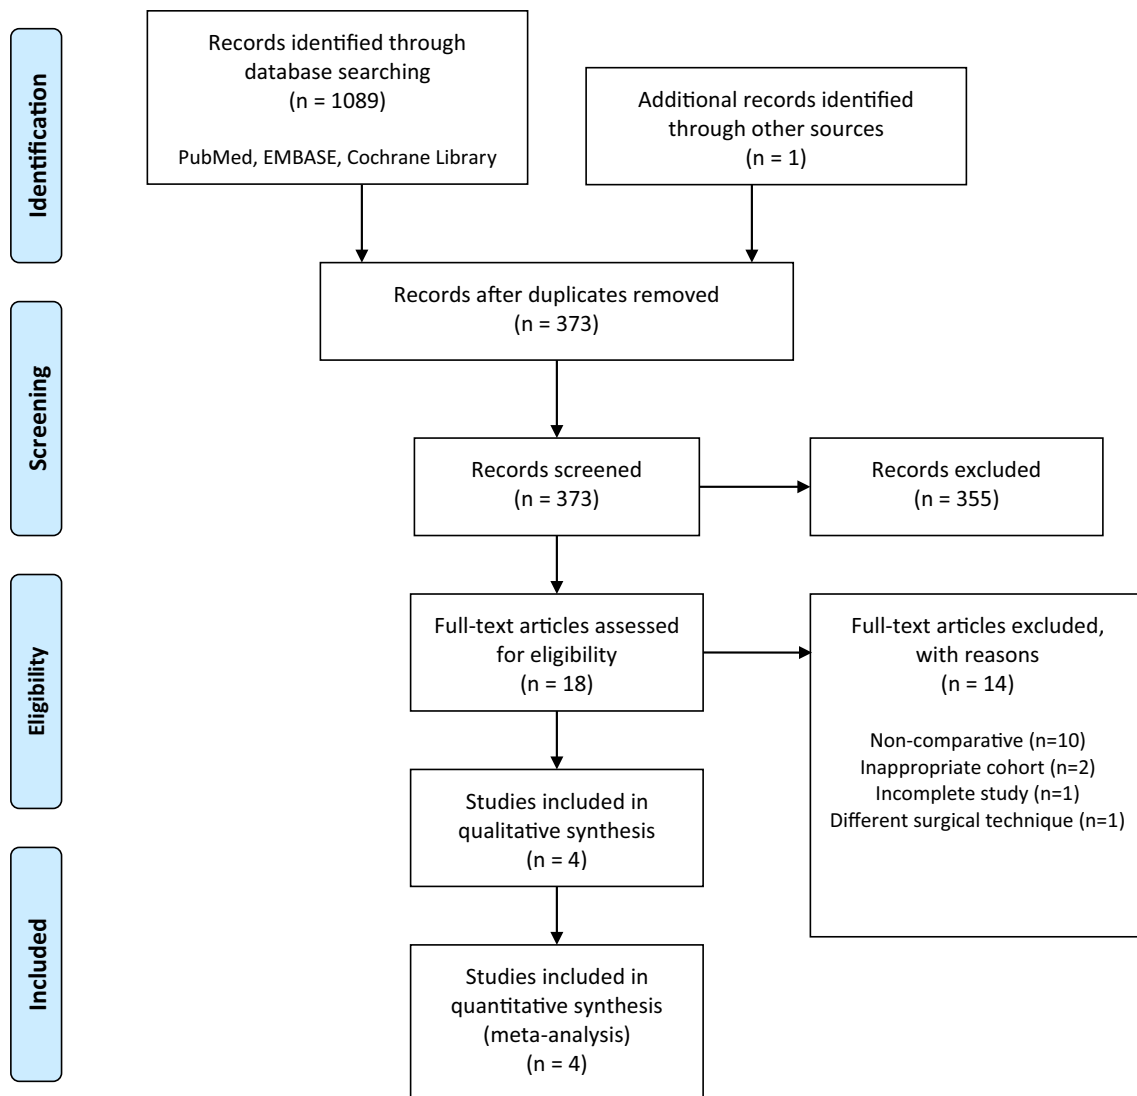 Identification
Records identified through
database searching
(n = 1089)
PubMed, EMBASE, Cochrane Library
Additional records identified
through other sources
(n = 1)
Records after duplicates removed
(n = 373)
Screening
Records screened
(n = 373)
Records excluded
(n = 355)
Eligibility
Full-text articles assessed
for eligibility
(n = 18)
Full-text articles excluded,
with reasons
(n = 14)
Non-comparative (n=10)
Inappropriate cohort (n=2)
Incomplete study (n=1)
Different surgical technique (n=1)
Studies included in
qualitative synthesis
(n = 4)
Included
Studies included in
quantitative synthesis
(meta-analysis)
(n = 4)